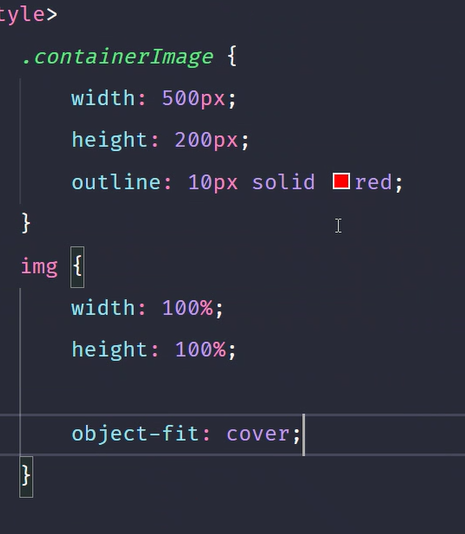 tyle>
.containerImage {
width: 500px;
height: 200px;
outline: 10px solid red;
}
img {
width: 100%;
height: 100%;
object-fit: cover;
}